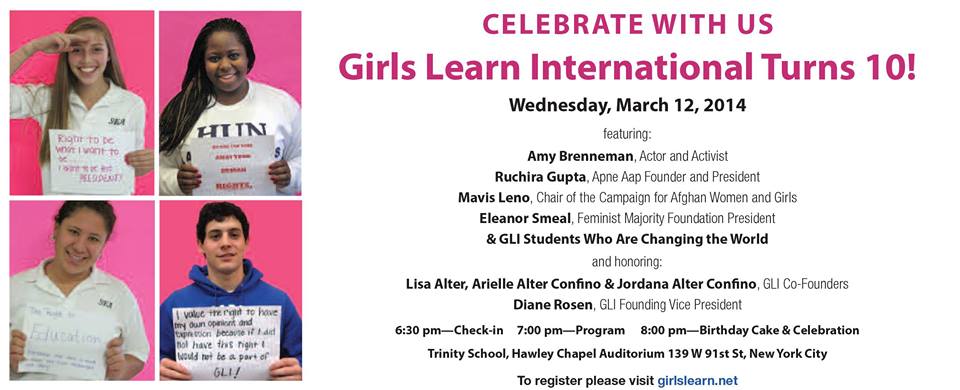 Right to be
what I want to
be....
I want to be the
PRESIDENT!
HUN
RIGHTS.
The Right to
Education
I value the right to have
my own opinion and
expression because if I did
not have this right I
would not be a part of
GLI!
CELEBRATE WITH US
Girls Learn International Turns 10!
Wednesday, March 12, 2014
featuring:
Amy Brenneman, Actor and Activist
Ruchira Gupta, Apne Aap Founder and President
Mavis Leno, Chair of the Campaign for Afghan Women and Girls
Eleanor Smeal, Feminist Majority Foundation President
& GLI Students Who Are Changing the World
and honoring:
Lisa Alter, Arielle Alter Confino & Jordana Alter Confino, GLI Co-Founders
Diane Rosen, GLI Founding Vice President
6:30 pm—Check-in 7:00 pm—Program 8:00 pm—Birthday Cake & Celebration
Trinity School, Hawley Chapel Auditorium 139 W 91st St, New York City
To register please visit girlslearn.net